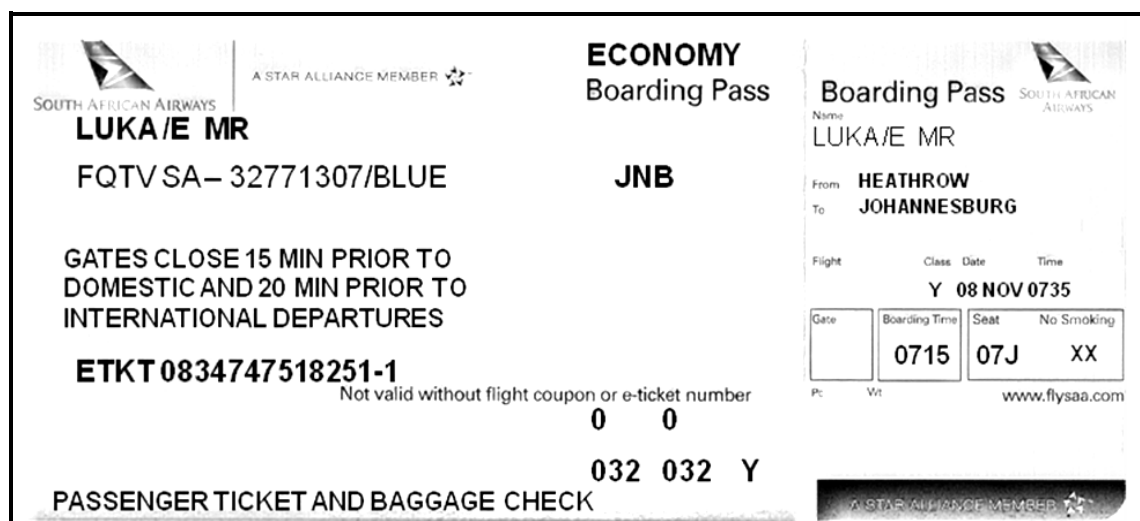 SOUTH AFRICAN AIRWAYS
A STAR ALLIANCE MEMBER
LUKA/E MR
FQTV SA– 32771307/BLUE
GATES CLOSE 15 MIN PRIOR TO
DOMESTIC AND 20 MIN PRIOR TO
INTERNATIONAL DEPARTURES
ETKT 0834747518251-1
Not valid without flight coupon or e-ticket number
ECONOMY
Boarding Pass
JNB
0 0
032 032 Y
PASSENGER TICKET AND BAGGAGE CHECK
Boarding Pass
SOUTH AFRICAN
AIRWAYS
Name
LUKA/E MR
From HEATHROW
To JOHANNESBURG
Flight Class Date Time
Y 08 NOV 0735
Gate Boarding Time Seat No Smoking
0715 07J XX
Pc Wt www.flysaa.com
A STAR ALLIANCE MEMBER